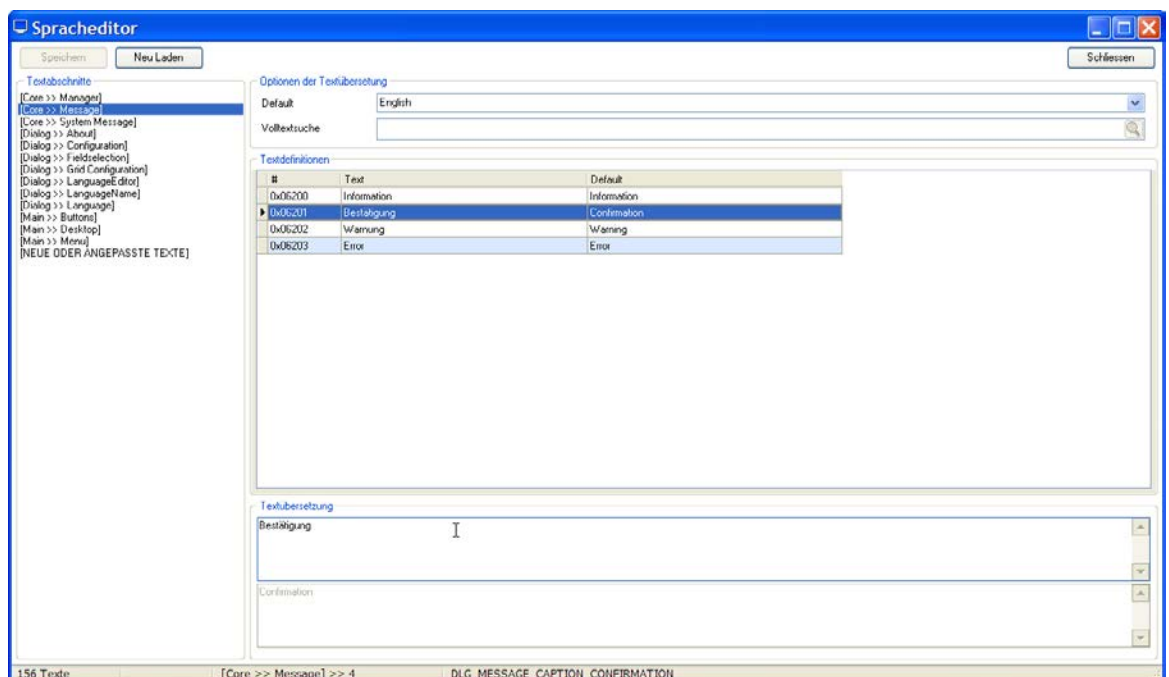 Spracheditor
Speichern Neu Laden Schliessen
Textabschnitte
[Core >> Manager]
[Core >> Message]
[Core >> System Message]
[Dialog >> About]
[Dialog >> Configuration]
[Dialog >> Fieldselection]
[Dialog >> Grid Configuration]
[Dialog >> LanguageEditor]
[Dialog >> LanguageName]
[Dialog >> Language]
[Main >> Buttons]
[Main >> Desktop]
[Main >> Menu]
[NEUE ODER ANGEPASSTE TEXTE]
Optionen der Textübersetung
Default English
Volltextsuche
Textdefinitionen
# Text Default
0x06200 Information Information
0x06201 Bestätigung Confirmation
0x06202 Warnung Warning
0x06203 Error Error
Textübersetzung
Bestätigung
Confirmation
156 Texte [Core >> Message] >> 4 DLG_MESSAGE_CAPTION_CONFIRMATION